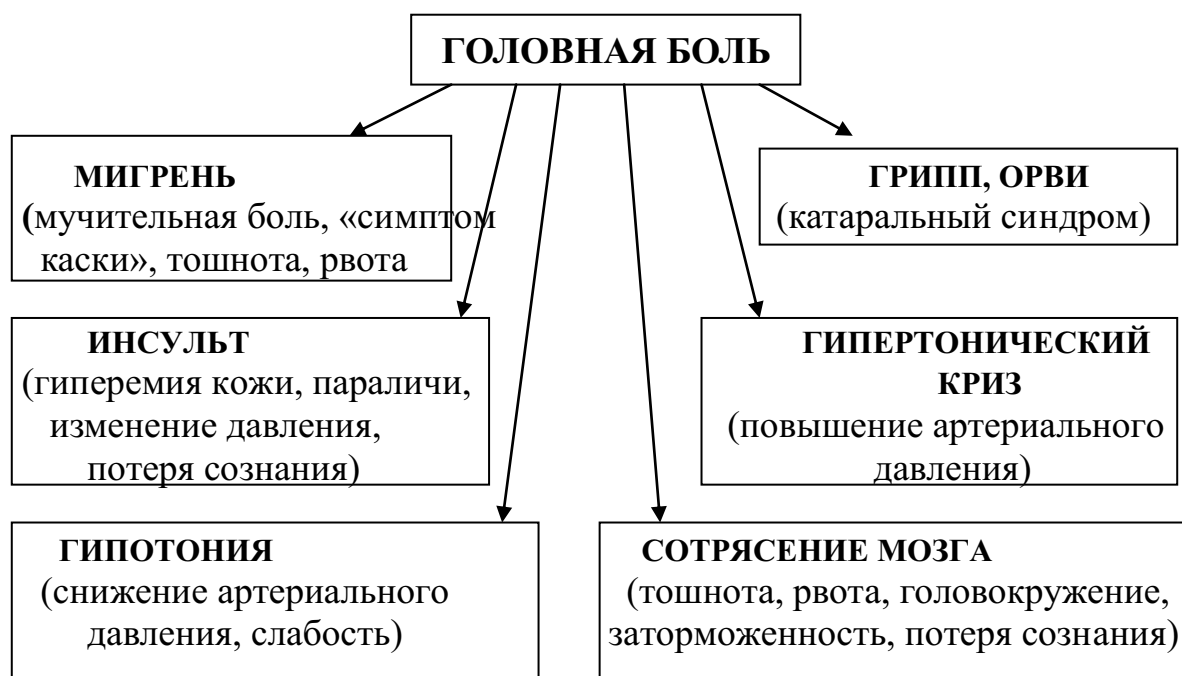 ГОЛОВНАЯ БОЛЬ
МИГРЕНЬ
(мучительная боль, «симптом
каски», тошнота, рвота
ГРИПП, ОРВИ
(катаральный синдром)
ИНСУЛЬТ
(гиперемия кожи, параличи,
изменение давления,
потеря сознания)
ГИПЕРТОНИЧЕСКИЙ
КРИЗ
(повышение артериального
давления)
ГИПОТОНИЯ
(снижение артериального
давления, слабость)
СОТРЯСЕНИЕ МОЗГА
(тошнота, рвота, головокружение,
заторможенность, потеря сознания)